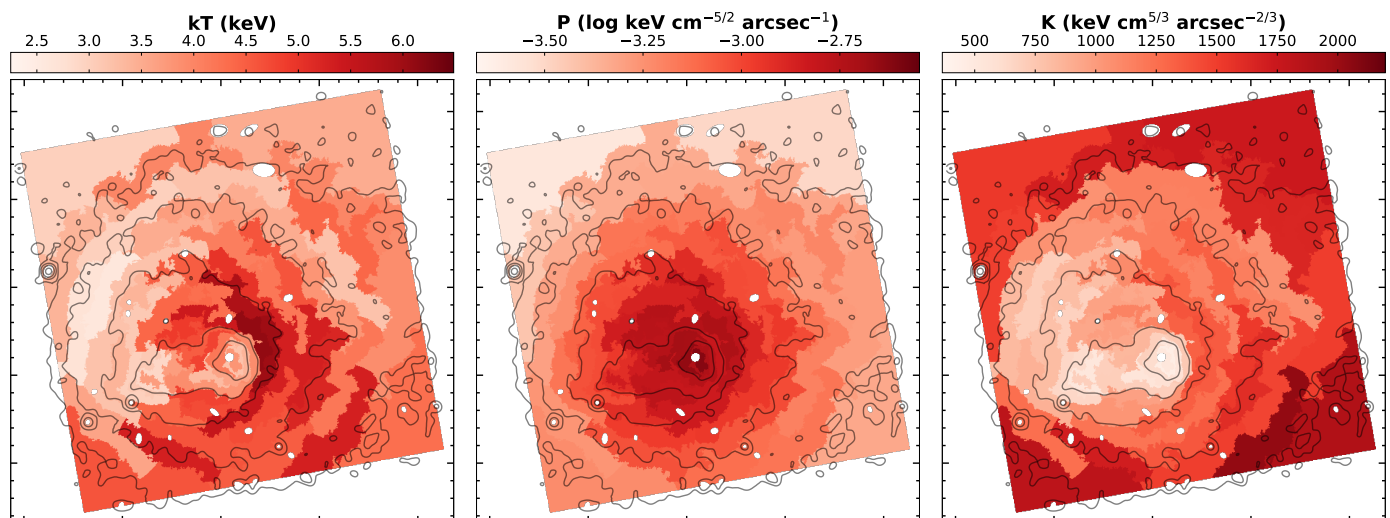 kT (keV)
2.5 3.0 3.5 4.0 4.5 5.0 5.5 6.0
P (log keV cm⁻⁵/² arcsec⁻¹)
−3.50 −3.25 −3.00 −2.75
K (keV cm⁵/³ arcsec⁻²/³)
500 750 1000 1250 1500 1750 2000